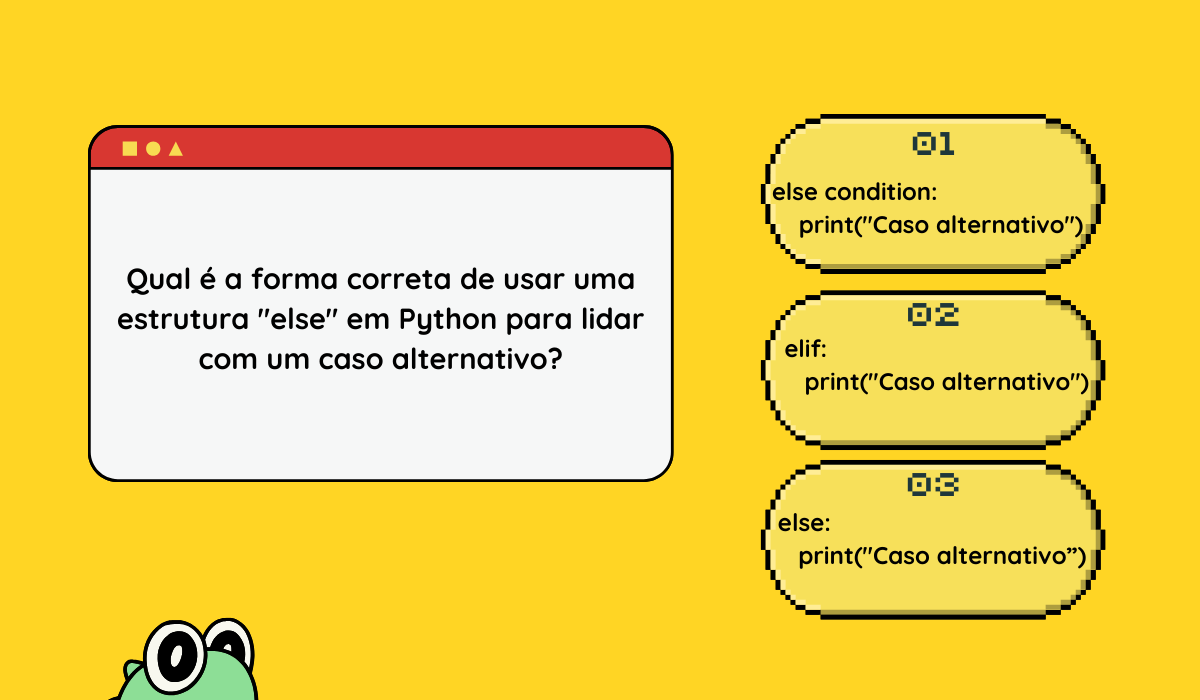 Qual é a forma correta de usar uma
estrutura "else" em Python para lidar
com um caso alternativo?
01
else condition:
print("Caso alternativo")
02
elif:
print("Caso alternativo")
03
else:
print("Caso alternativo”)